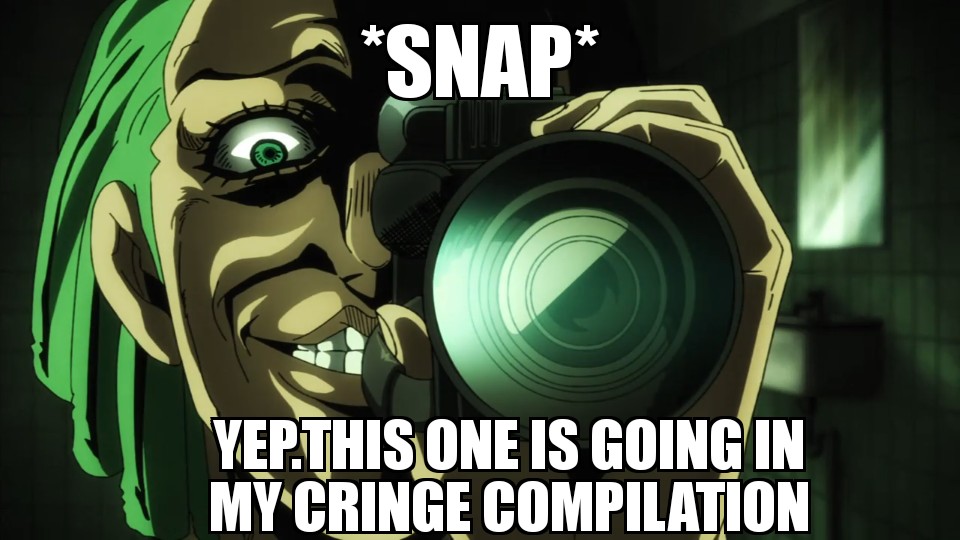 *SNAP*
YEP.THIS ONE IS GOING IN
MY CRINGE COMPILATION